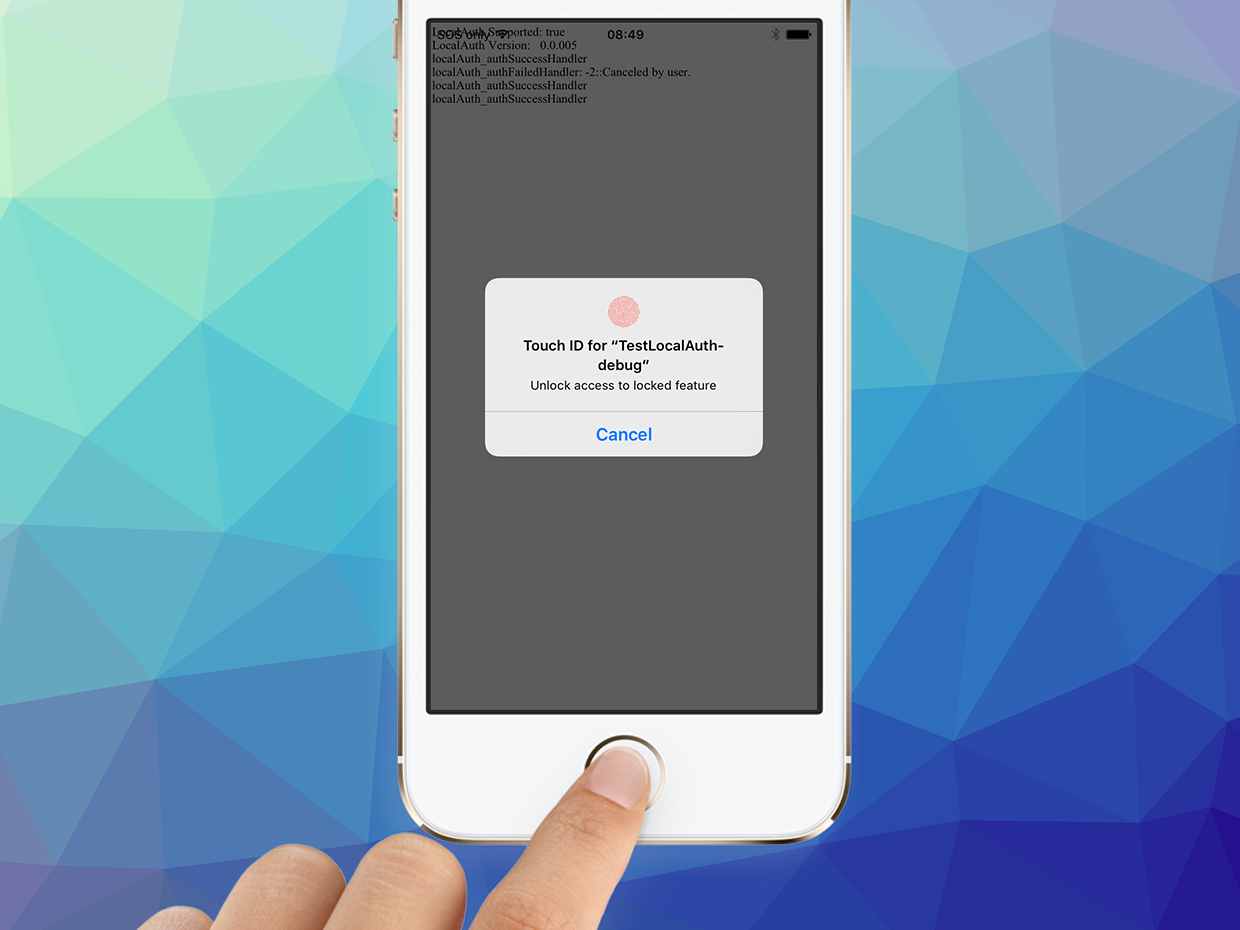 LocalAuth Supported: true
SOS only 08:49
LocalAuth Version: 0.0.005
localAuth_authSuccessHandler
localAuth_authFailedHandler: -2::Canceled by user.
localAuth_authSuccessHandler
localAuth_authSuccessHandler
Touch ID for “TestLocalAuth-
debug”
Unlock access to locked feature
Cancel